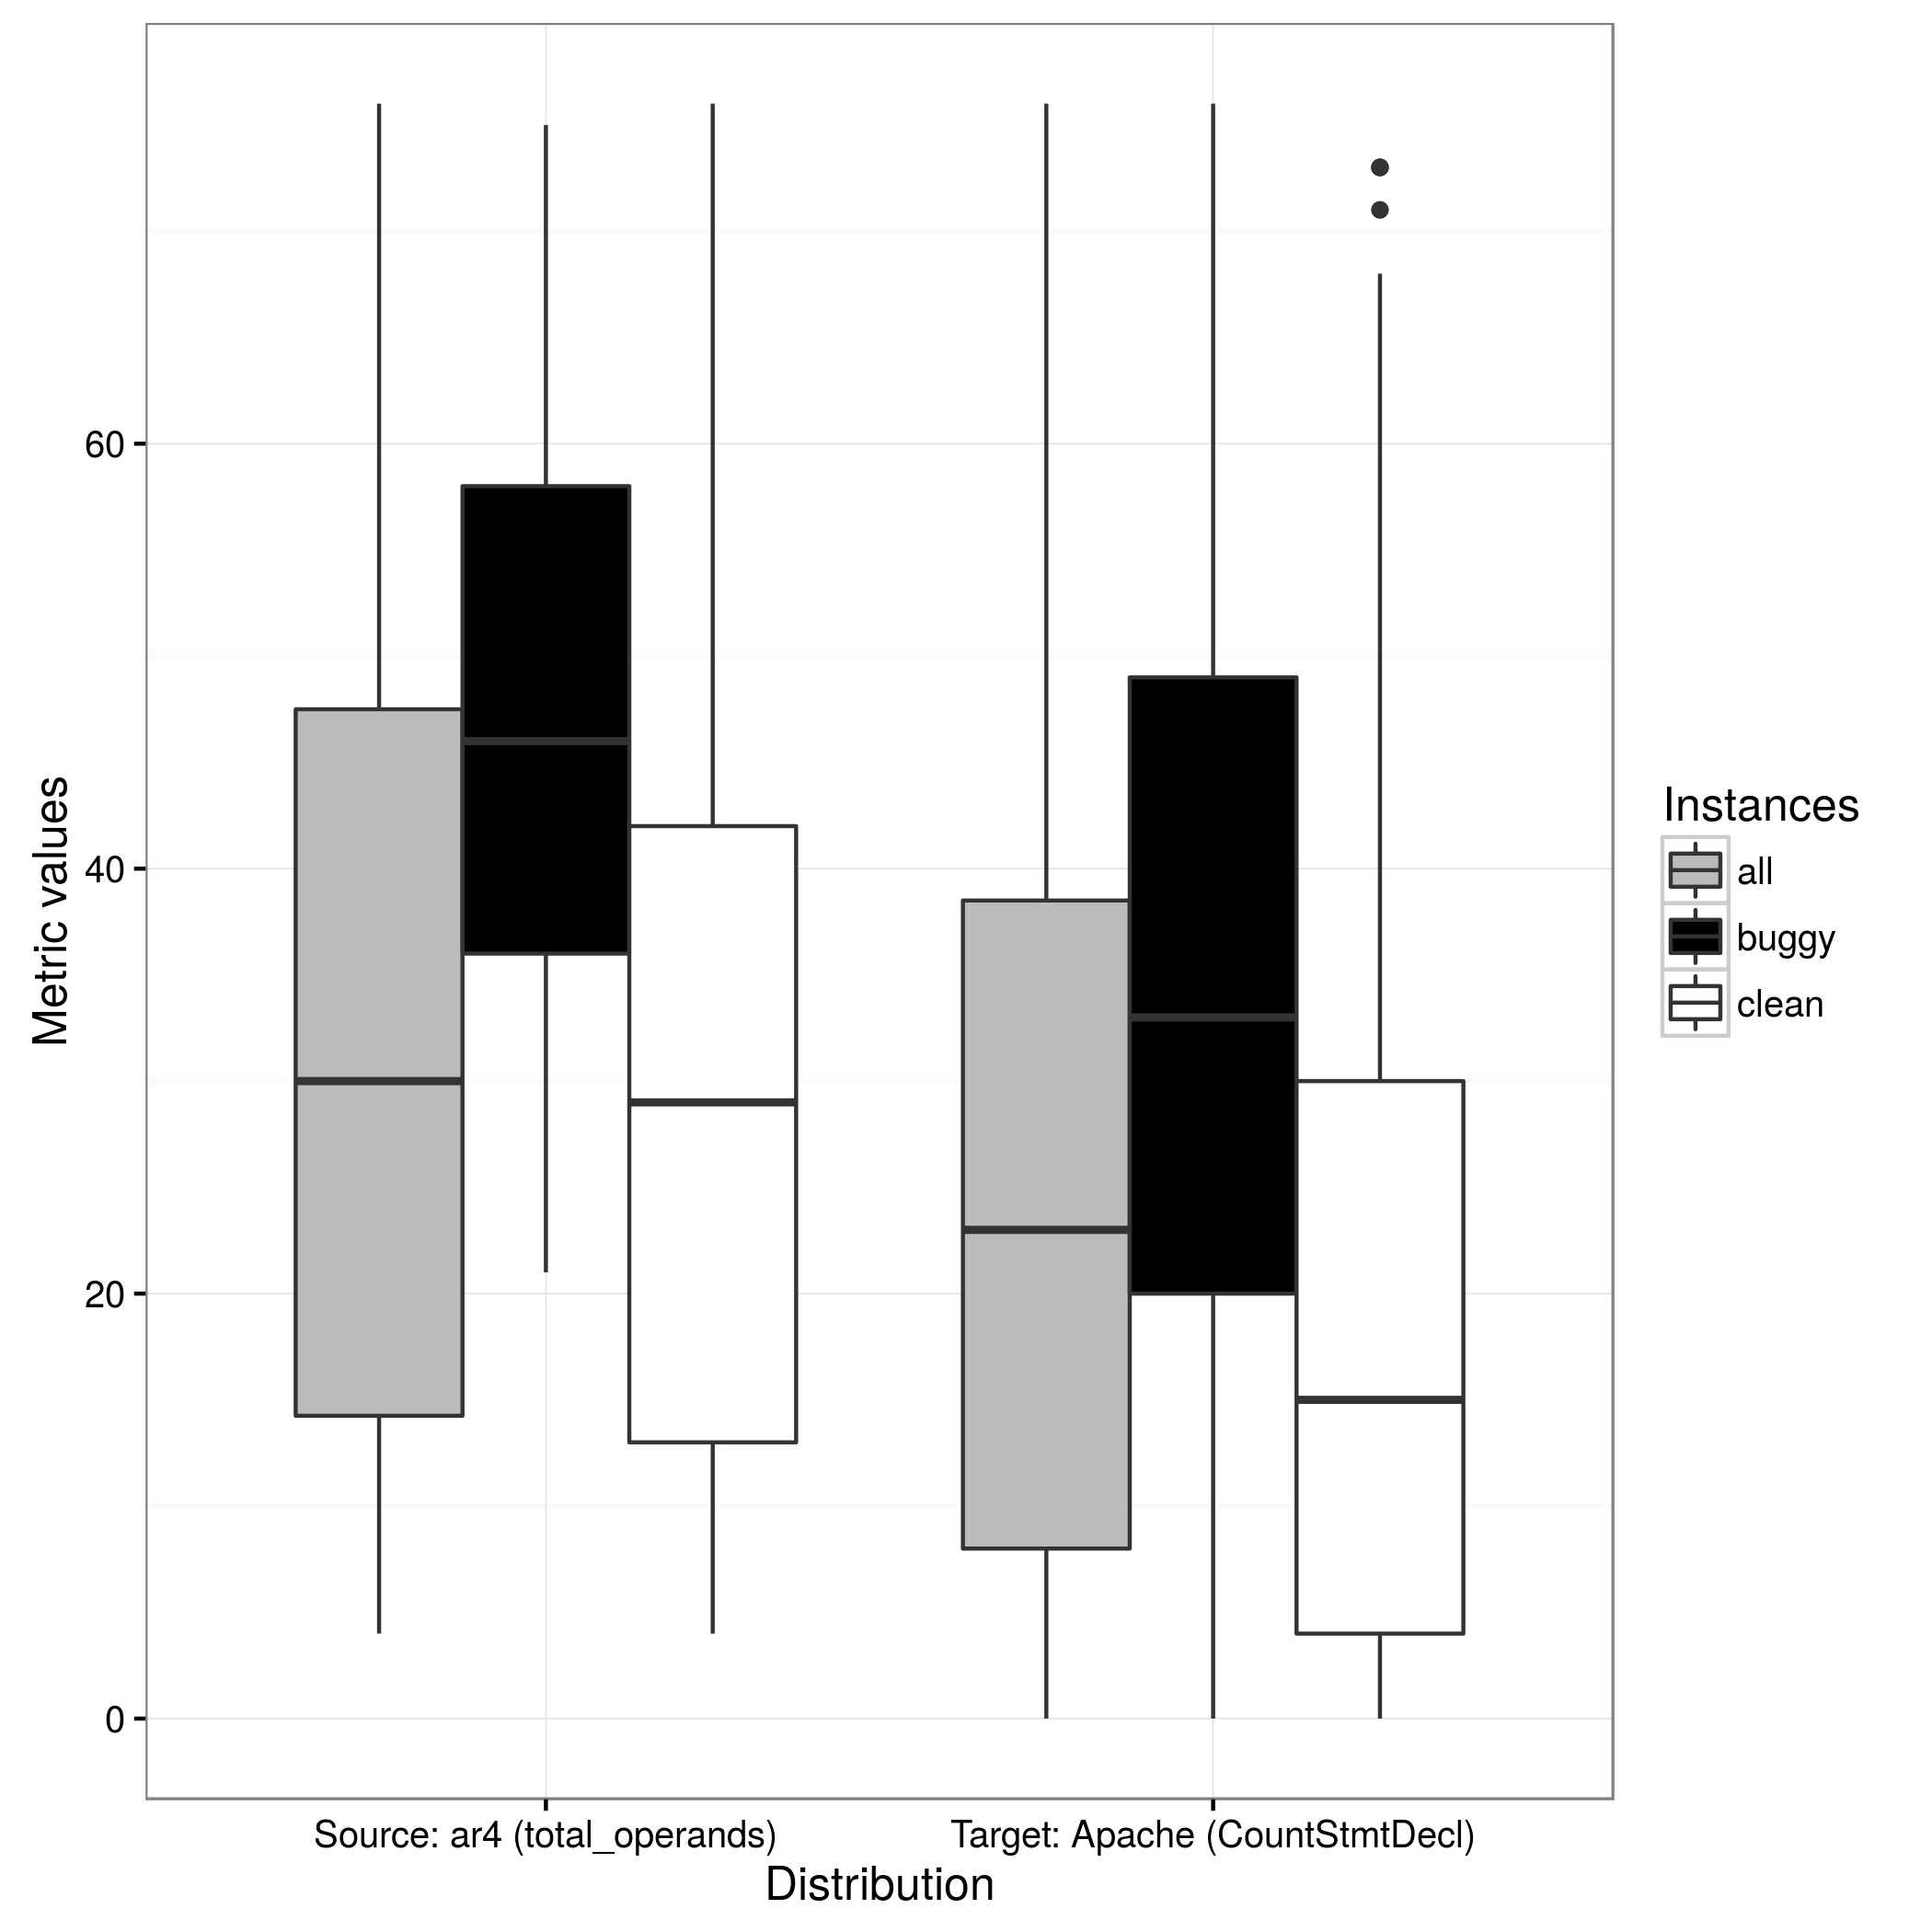 60
40
20
0
Metric values
Source: ar4 (total_operands)
Target: Apache (CountStmtDecl)
Distribution
Instances
all
buggy
clean